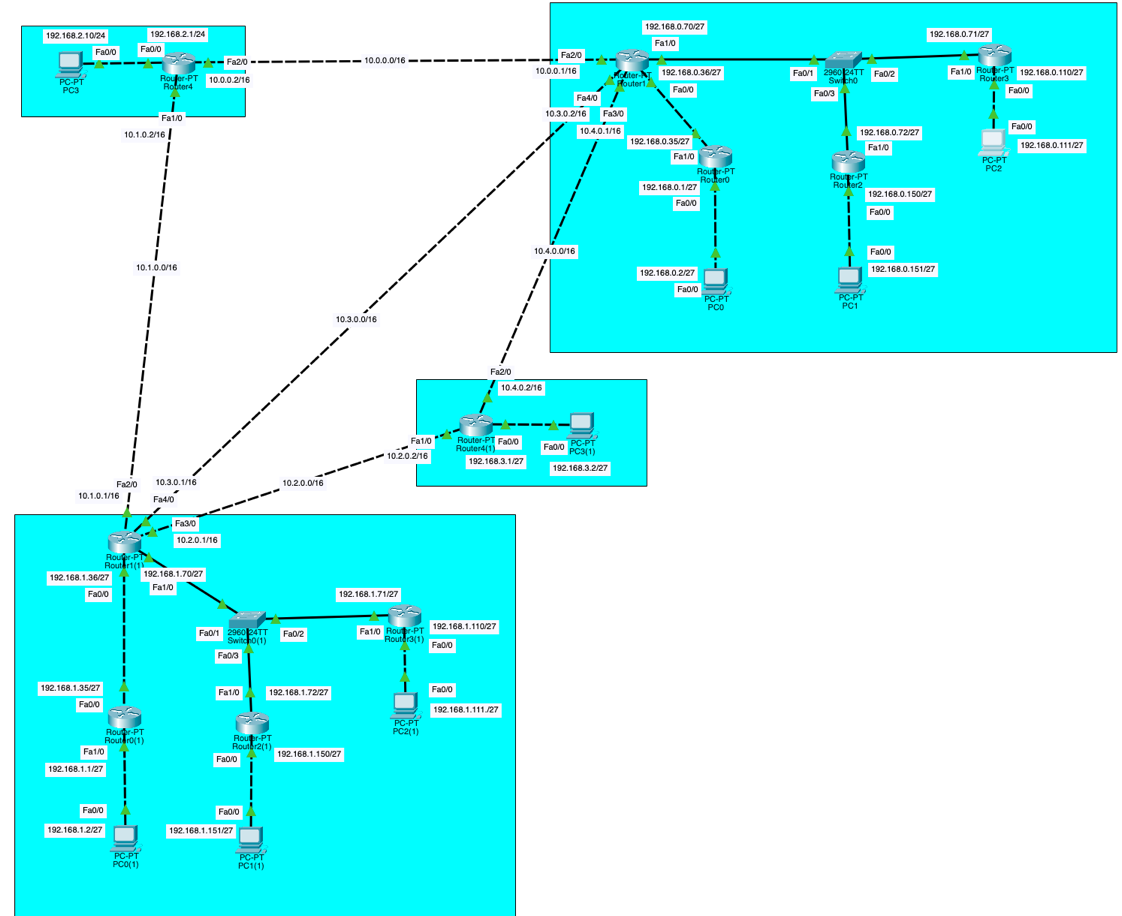 192.168.2.10/24
192.168.2.1/24
Fa0/0
Fa0/0
Fa2/0
PC-PT
PC3
Router-PT
Router4
10.0.0.2/16
Fa1/0
10.1.0.2/16
10.0.0.0/16
192.168.0.70/27
Fa1/0
Fa2/0
10.0.0.1/16
Router-PT
Router1
192.168.0.36/27
Fa0/0
Fa4/0
10.3.0.2/16
Fa3/0
10.4.0.1/16
Fa0/1
2960-24TT
Switch0
Fa0/2
Fa0/3
192.168.0.71/27
Fa1/0
Router-PT
Router3
192.168.0.110/27
Fa0/0
Fa0/0
192.168.0.111/27
PC-PT
PC2
192.168.0.35/27
Fa1/0
Router-PT
Router0
192.168.0.1/27
Fa0/0
192.168.0.2/27
Fa0/0
PC-PT
PC0
192.168.0.72/27
Fa1/0
Router-PT
Router2
192.168.0.150/27
Fa0/0
Fa0/0
192.168.0.151/27
PC-PT
PC1
10.1.0.0/16
10.4.0.0/16
10.3.0.0/16
Fa2/0
10.4.0.2/16
Fa1/0
10.2.0.2/16
Router-PT
Router4(1)
Fa0/0
192.168.3.1/27
Fa0/0
PC-PT
PC3(1)
192.168.3.2/27
10.2.0.0/16
Fa2/0
10.1.0.1/16
10.3.0.1/16
Fa4/0
Fa3/0
10.2.0.1/16
Router-PT
Router1(1)
192.168.1.36/27
Fa0/0
192.168.1.70/27
Fa1/0
Fa0/1
2960-24TT
Switch0(1)
Fa0/2
Fa0/3
192.168.1.71/27
Fa1/0
Router-PT
Router3(1)
192.168.1.110/27
Fa0/0
Fa0/0
192.168.1.111./27
PC-PT
PC2(1)
192.168.1.35/27
Fa0/0
Router-PT
Router0(1)
Fa1/0
192.168.1.1/27
Fa0/0
192.168.1.2/27
PC-PT
PC0(1)
Fa1/0
192.168.1.72/27
Router-PT
Router2(1)
Fa0/0
192.168.1.150/27
Fa0/0
192.168.1.151/27
PC-PT
PC1(1)